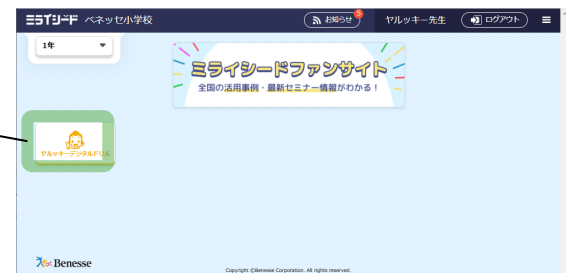 ミライシード ベネッセ小学校 お知らせ 5 ヤルッキー先生 ログアウト
1年
ミライシードファンサイト
全国の活用事例・最新セミナー情報がわかる！
ヤルッキーデジタルドリル
Benesse
Copyright ©Benesse Corporation. All rights reserved.